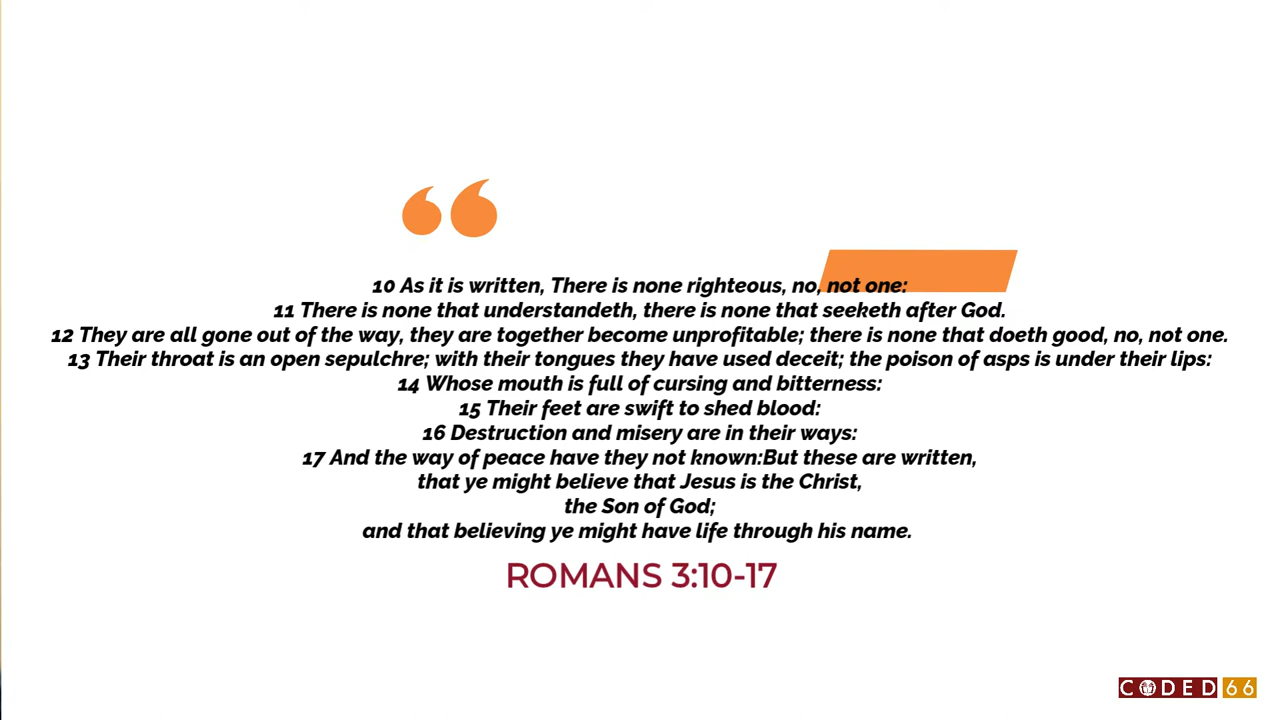 10 As it is written, There is none righteous, no, not one:
11 There is none that understandeth, there is none that seeketh after God.
12 They are all gone out of the way, they are together become unprofitable; there is none that doeth good, no, not one.
13 Their throat is an open sepulchre; with their tongues they have used deceit; the poison of asps is under their lips:
14 Whose mouth is full of cursing and bitterness:
15 Their feet are swift to shed blood:
16 Destruction and misery are in their ways:
17 And the way of peace have they not known:But these are written,
that ye might believe that Jesus is the Christ,
the Son of God;
and that believing ye might have life through his name.
ROMANS 3:10-17
CODED 66